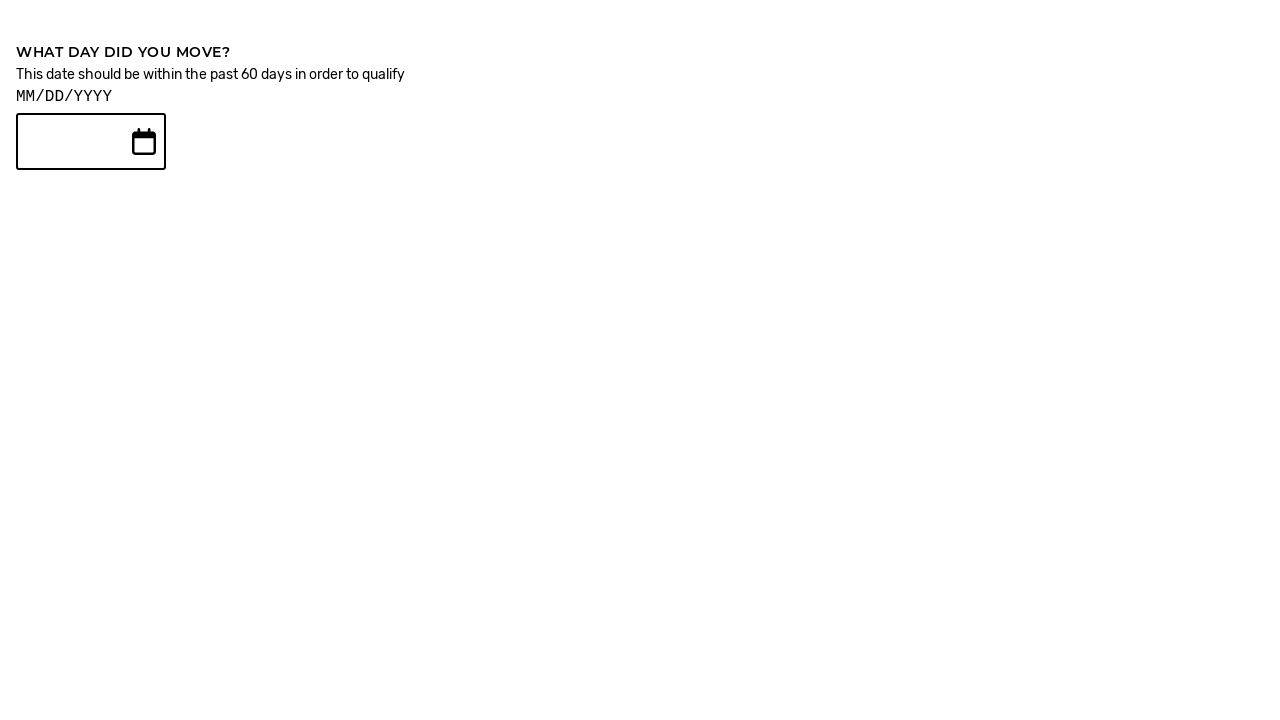 WHAT DAY DID YOU MOVE?
This date should be within the past 60 days in order to qualify
MM/DD/YYYY